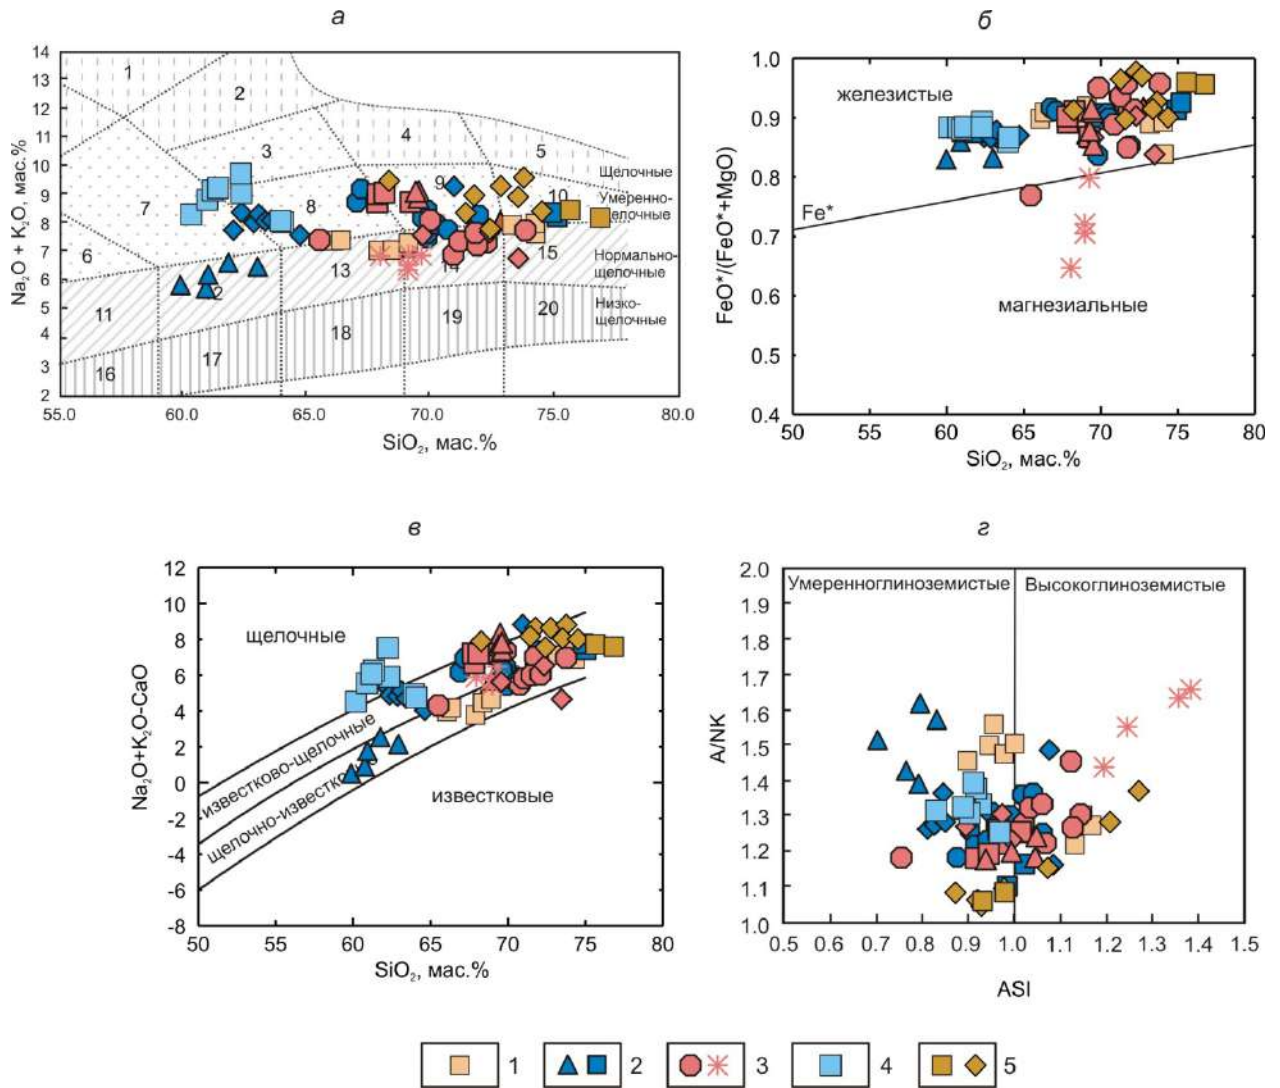 а
14
13
12
11
10
9
8
7
6
5
4
3
2
Na₂O + K₂O, мас.%
1
2
3
4
5
6
7
8
9
10
11
13
14
15
16
17
18
19
20
Щелочные
Умеренно-
щелочные
Нормально-
щелочные
Низко-
щелочные
55.0 60.0 65.0 70.0 75.0 80.0
SiO₂, мас.%
б
1.0
0.9
0.8
0.7
0.6
0.5
0.4
FeO*/(FeO*+MgO)
железистые
Fe*
магнезиальные
50 55 60 65 70 75 80
SiO₂, мас.%
в
12
10
8
6
4
2
0
-2
-4
-6
-8
Na₂O+K₂O-CaO
щелочные
известково-щелочные
щелочно-известковые
известковые
50 55 60 65 70 75 80
SiO₂, мас.%
г
2.0
1.9
1.8
1.7
1.6
1.5
1.4
1.3
1.2
1.1
1.0
A/NK
Умеренноглиноземистые
Высокоглиноземистые
0.5 0.6 0.7 0.8 0.9 1.0 1.1 1.2 1.3 1.4 1.5
ASI
1 2 3 4 5